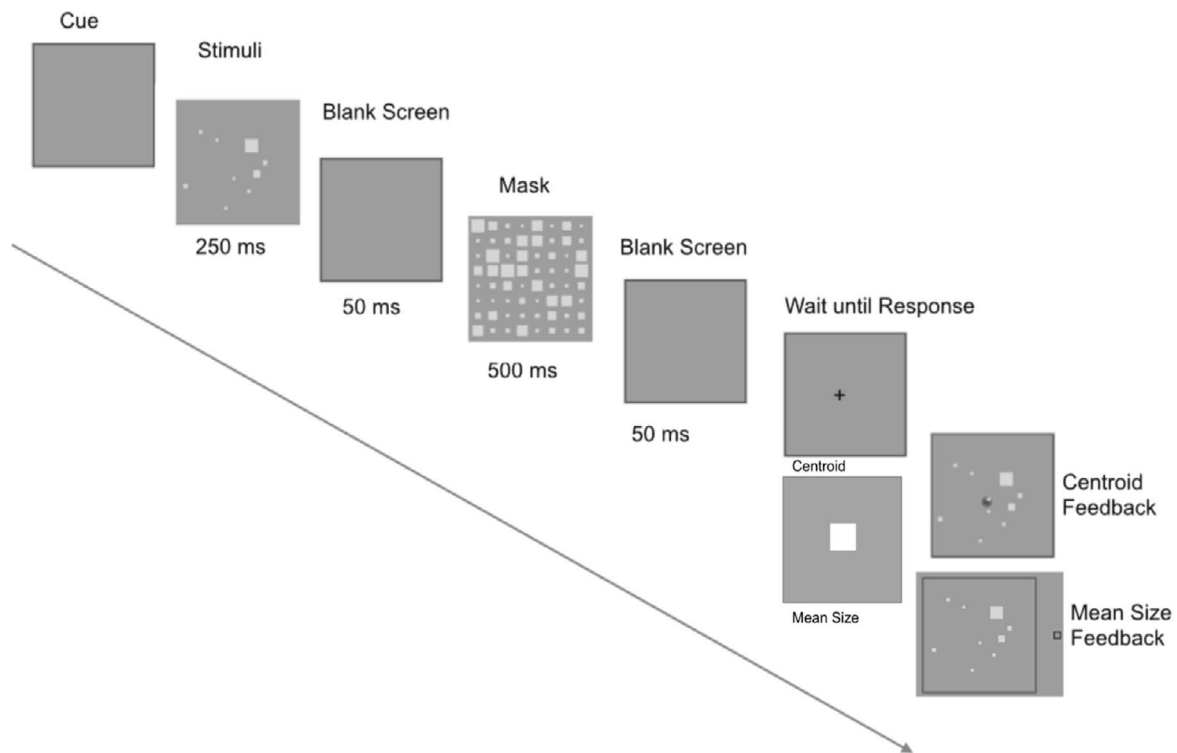 Cue
Stimuli
250 ms
Blank Screen
50 ms
Mask
500 ms
Blank Screen
50 ms
Wait until Response
Centroid
Mean Size
Centroid
Feedback
Mean Size
Feedback